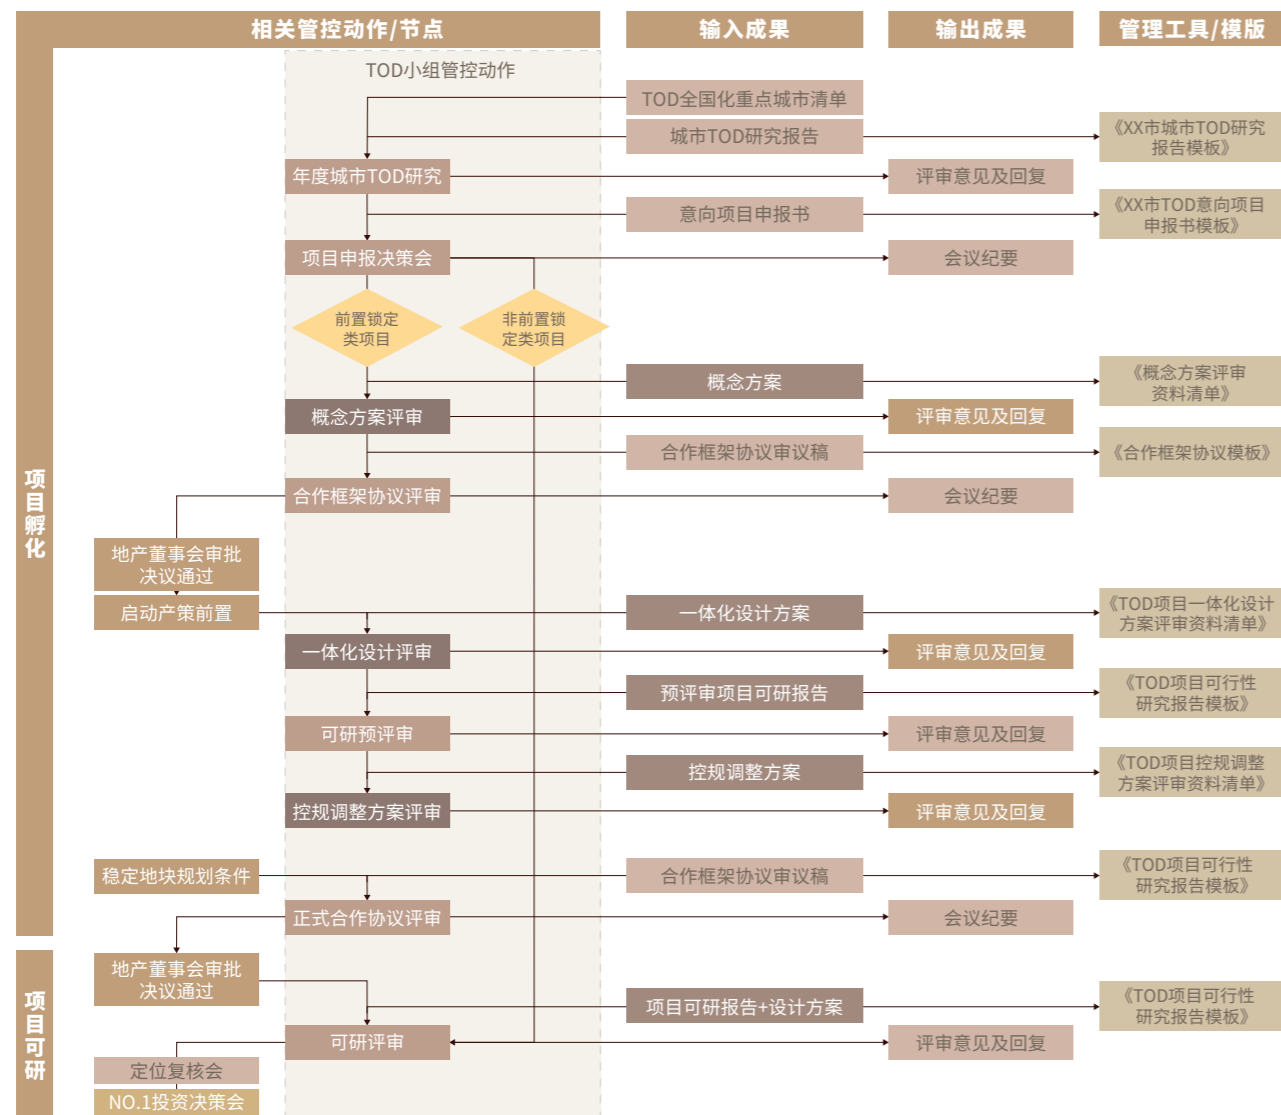 相关管控动作/节点
输入成果
输出成果
管理工具/模版
TOD小组管控动作
TOD全国化重点城市清单
城市TOD研究报告
《XX市城市TOD研究
报告模板》
年度城市TOD研究
评审意见及回复
意向项目申报书
《XX市TOD意向项目
申报书模板》
项目申报决策会
会议纪要
前置锁定
类项目
非前置锁
定类项目
概念方案
《概念方案评审
资料清单》
概念方案评审
评审意见及回复
合作框架协议审议稿
《合作框架协议模板》
项目孵化
合作框架协议评审
会议纪要
地产董事会审批
决议通过
启动产策前置
一体化设计方案
《TOD项目一体化设计
方案评审资料清单》
一体化设计评审
评审意见及回复
预评审项目可研报告
《TOD项目可行性
研究报告模板》
可研预评审
评审意见及回复
控规调整方案
《TOD项目控规调整
方案评审资料清单》
控规调整方案评审
评审意见及回复
稳定地块规划条件
合作框架协议审议稿
《TOD项目可行性
研究报告模板》
正式合作协议评审
会议纪要
地产董事会审批
决议通过
项目可研
项目可研报告+设计方案
《TOD项目可行性
研究报告模板》
可研评审
评审意见及回复
定位复核会
NO.1投资决策会